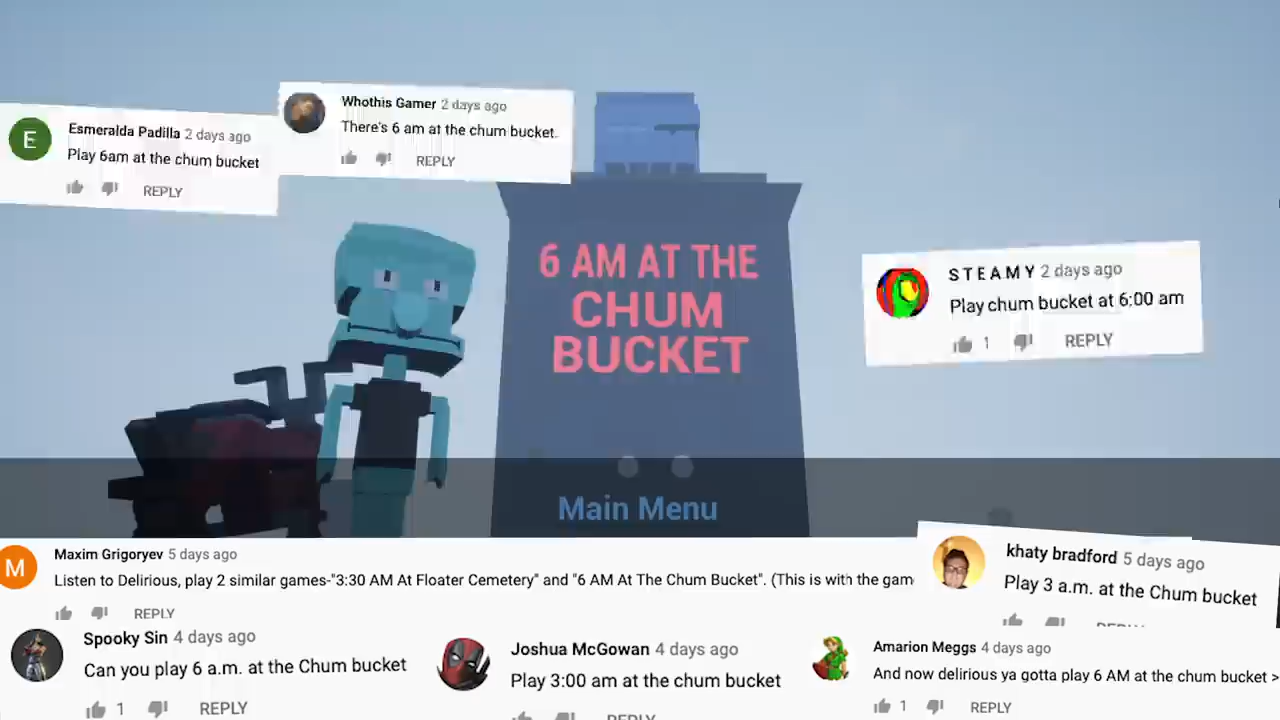 Whothis Gamer 2 days ago
There's 6 am at the chum bucket.
REPLY
E
Esmeralda Padilla 2 days ago
Play 6am at the chum bucket
REPLY
6 AM AT THE
CHUM
BUCKET
S T E A M Y 2 days ago
Play chum bucket at 6:00 am
1 REPLY
Main Menu
M
Maxim Grigoryev 5 days ago
Listen to Delirious, play 2 similar games-"3:30 AM At Floater Cemetery" and "6 AM At The Chum Bucket". (This is with the gam
REPLY
khaty bradford 5 days ago
Play 3 a.m. at the Chum bucket
REPLY
Spooky Sin 4 days ago
Can you play 6 a.m. at the Chum bucket
1 REPLY
Joshua McGowan 4 days ago
Play 3:00 am at the chum bucket
REPLY
Amarion Meggs 4 days ago
And now delirious ya gotta play 6 AM at the chum bucket >
1 REPLY